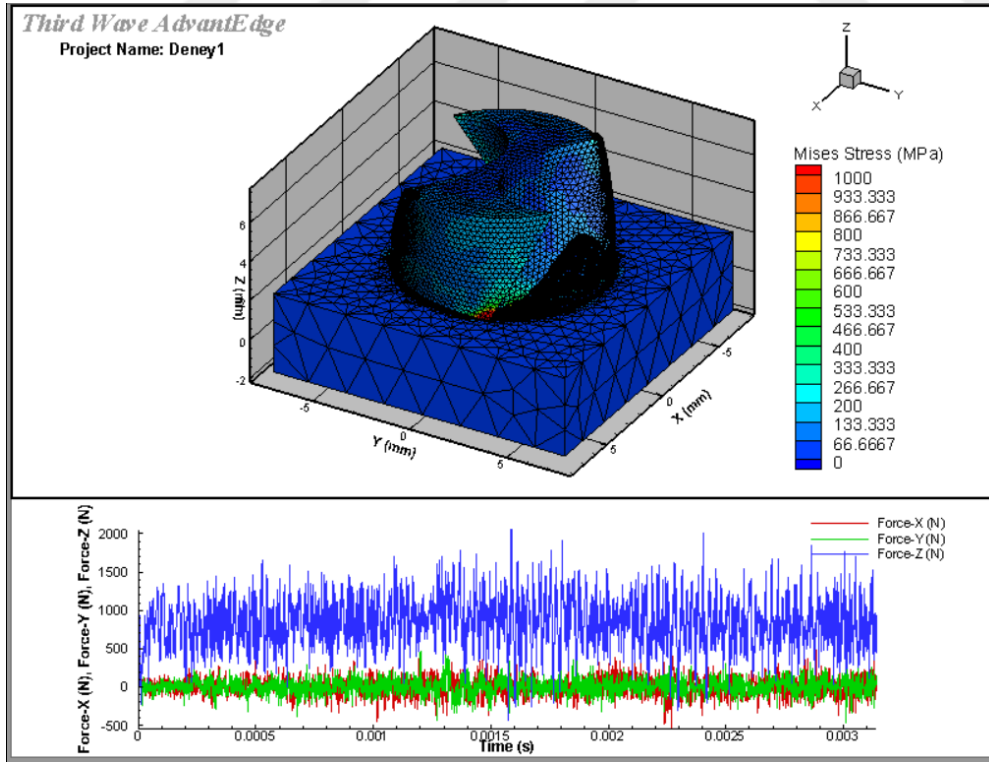 Third Wave AdvantEdge
Project Name: Deney1
Z
X
Y
Mises Stress (MPa)
1000
933.333
866.667
800
733.333
666.667
600
533.333
466.667
400
333.333
266.667
200
133.333
66.6667
0
6
4
2
0
-2
Z (mm)
-5
0
5
Y (mm)
-5
0
5
X (mm)
Force-X (N), Force-Y (N), Force-Z (N)
2000
1500
1000
500
0
-500
0
0.0005
0.001
0.0015
0.002
0.0025
0.003
Time (s)
Force-X (N)
Force-Y (N)
Force-Z (N)